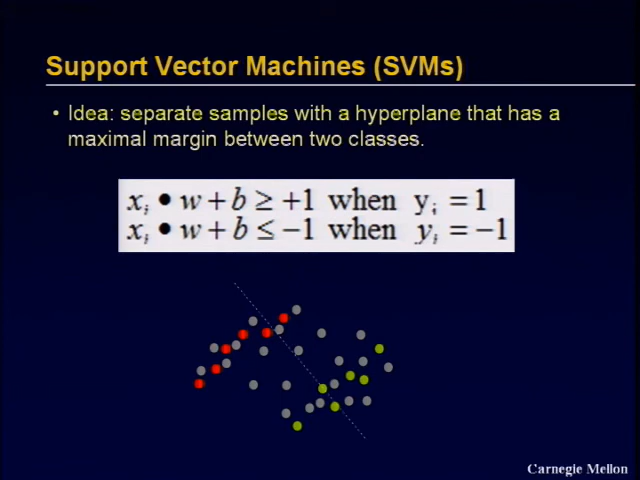 Support Vector Machines (SVMs)
• Idea: separate samples with a hyperplane that has a
maximal margin between two classes.
xᵢ • w + b ≥ +1 when yᵢ = 1
xᵢ • w + b ≤ −1 when yᵢ = −1
Carnegie Mellon